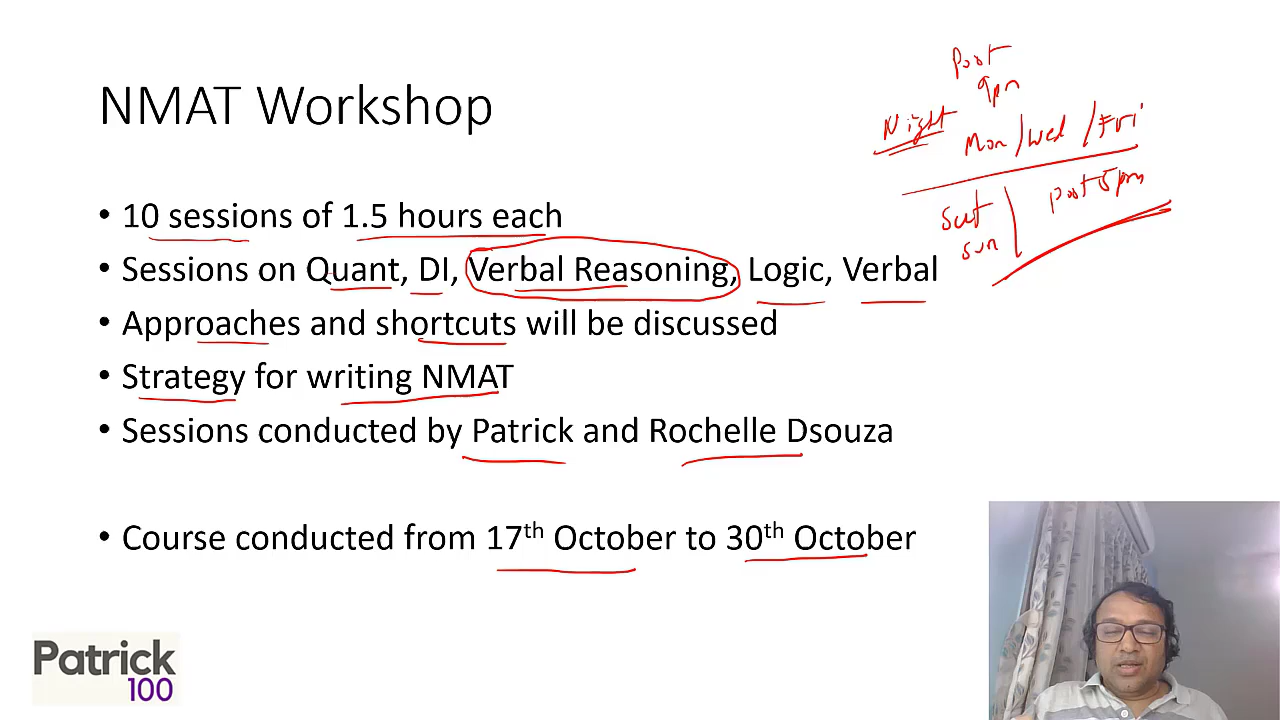 Post
9pm
Night
Mon/Wed/Fri
Sat
Sun
post 5pm
NMAT Workshop
• 10 sessions of 1.5 hours each
• Sessions on Quant, DI, Verbal Reasoning, Logic, Verbal
• Approaches and shortcuts will be discussed
• Strategy for writing NMAT
• Sessions conducted by Patrick and Rochelle Dsouza
• Course conducted from 17th October to 30th October
Patrick
100